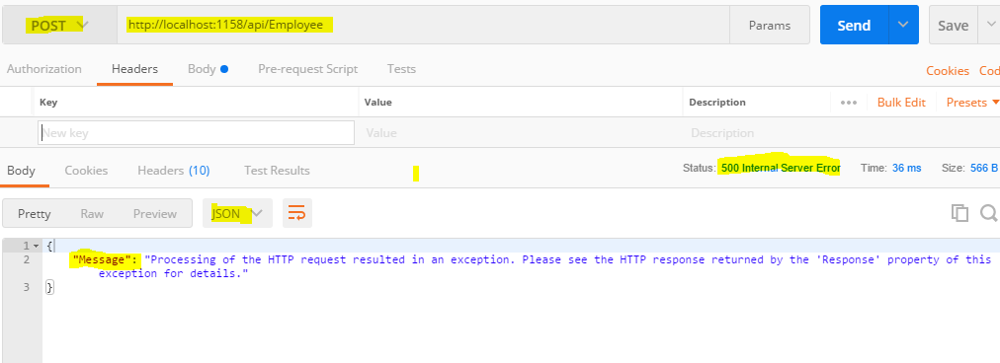 POST http://localhost:1158/api/Employee Params Send Save
Authorization Headers Body Pre-request Script Tests Cookies Cod
Key Value Description Bulk Edit Presets
New key Value Description
Body Cookies Headers (10) Test Results Status: 500 Internal Server Error Time: 36 ms Size: 566 B
Pretty Raw Preview JSON
1 {
2 "Message": "Processing of the HTTP request resulted in an exception. Please see the HTTP response returned by the 'Response' property of this
exception for details."
3 }